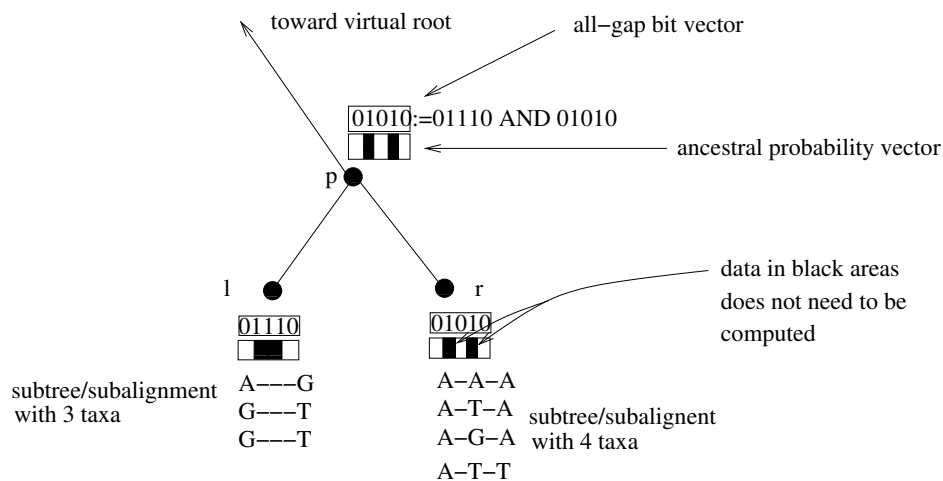 toward virtual root
all−gap bit vector
01010:=01110 AND 01010
ancestral probability vector
p
l
r
data in black areas
does not need to be
computed
01110
01010
subtree/subalignment
with 3 taxa
A−−−G
G−−−T
G−−−T
A−A−A
A−T−A
A−G−A
A−T−T
subtree/subalignent
with 4 taxa